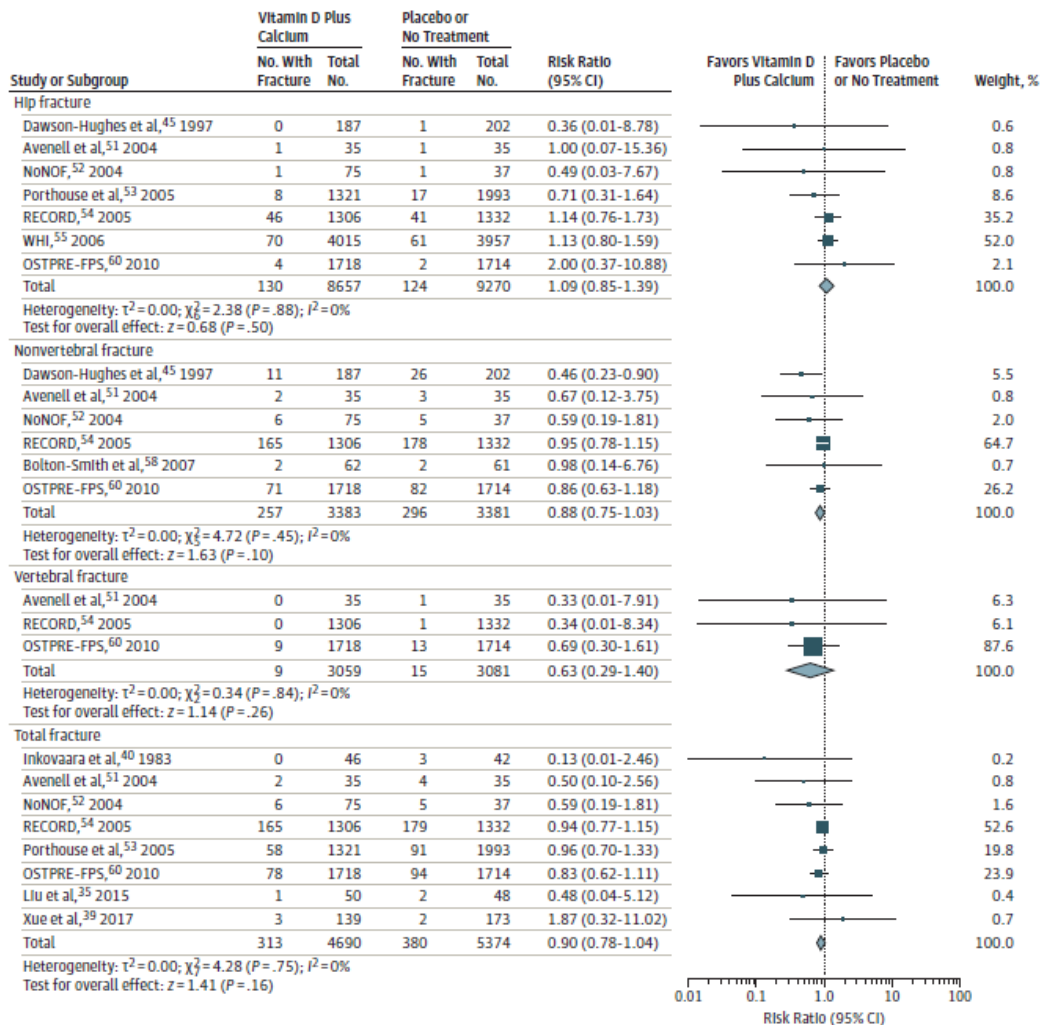 Vitamin D Plus Calcium Placebo or No Treatment
Study or Subgroup No. With Fracture Total No. No. With Fracture Total No. Risk Ratio (95% CI) Favors Vitamin D Plus Calcium Favors Placebo or No Treatment Weight, %
Hip fracture
Dawson-Hughes et al,45 1997 0 187 1 202 0.36 (0.01-8.78) 0.6
Avenell et al,51 2004 1 35 1 35 1.00 (0.07-15.36) 0.8
NoNOF,52 2004 1 75 1 37 0.49 (0.03-7.67) 0.8
Porthouse et al,53 2005 8 1321 17 1993 0.71 (0.31-1.64) 8.6
RECORD,54 2005 46 1306 41 1332 1.14 (0.76-1.73) 35.2
WHI,55 2006 70 4015 61 3957 1.13 (0.80-1.59) 52.0
OSTPRE-FPS,60 2010 4 1718 2 1714 2.00 (0.37-10.88) 2.1
Total 130 8657 124 9270 1.09 (0.85-1.39) 100.0
Heterogeneity: τ2 = 0.00; χ26 = 2.38 (P = .88); I2 = 0%
Test for overall effect: z = 0.68 (P = .50)
Nonvertebral fracture
Dawson-Hughes et al,45 1997 11 187 26 202 0.46 (0.23-0.90) 5.5
Avenell et al,51 2004 2 35 3 35 0.67 (0.12-3.75) 0.8
NoNOF,52 2004 6 75 5 37 0.59 (0.19-1.81) 2.0
RECORD,54 2005 165 1306 178 1332 0.95 (0.78-1.15) 64.7
Bolton-Smith et al,58 2007 2 62 2 61 0.98 (0.14-6.76) 0.7
OSTPRE-FPS,60 2010 71 1718 82 1714 0.86 (0.63-1.18) 26.2
Total 257 3383 296 3381 0.88 (0.75-1.03) 100.0
Heterogeneity: τ2 = 0.00; χ25 = 4.72 (P = .45); I2 = 0%
Test for overall effect: z = 1.63 (P = .10)
Vertebral fracture
Avenell et al,51 2004 0 35 1 35 0.33 (0.01-7.91) 6.3
RECORD,54 2005 0 1306 1 1332 0.34 (0.01-8.34) 6.1
OSTPRE-FPS,60 2010 9 1718 13 1714 0.69 (0.30-1.61) 87.6
Total 9 3059 15 3081 0.63 (0.29-1.40) 100.0
Heterogeneity: τ2 = 0.00; χ22 = 0.34 (P = .84); I2 = 0%
Test for overall effect: z = 1.14 (P = .26)
Total fracture
Inkovaara et al,40 1983 0 46 3 42 0.13 (0.01-2.46) 0.2
Avenell et al,51 2004 2 35 4 35 0.50 (0.10-2.56) 0.8
NoNOF,52 2004 6 75 5 37 0.59 (0.19-1.81) 1.6
RECORD,54 2005 165 1306 179 1332 0.94 (0.77-1.15) 52.6
Porthouse et al,53 2005 58 1321 91 1993 0.96 (0.70-1.33) 19.8
OSTPRE-FPS,60 2010 78 1718 94 1714 0.83 (0.62-1.11) 23.9
Liu et al,35 2015 1 50 2 48 0.48 (0.04-5.12) 0.4
Xue et al,39 2017 3 139 2 173 1.87 (0.32-11.02) 0.7
Total 313 4690 380 5374 0.90 (0.78-1.04) 100.0
Heterogeneity: τ2 = 0.00; χ27 = 4.28 (P = .75); I2 = 0%
Test for overall effect: z = 1.41 (P = .16)
0.01 0.1 1.0 10 100
Risk Ratio (95% CI)